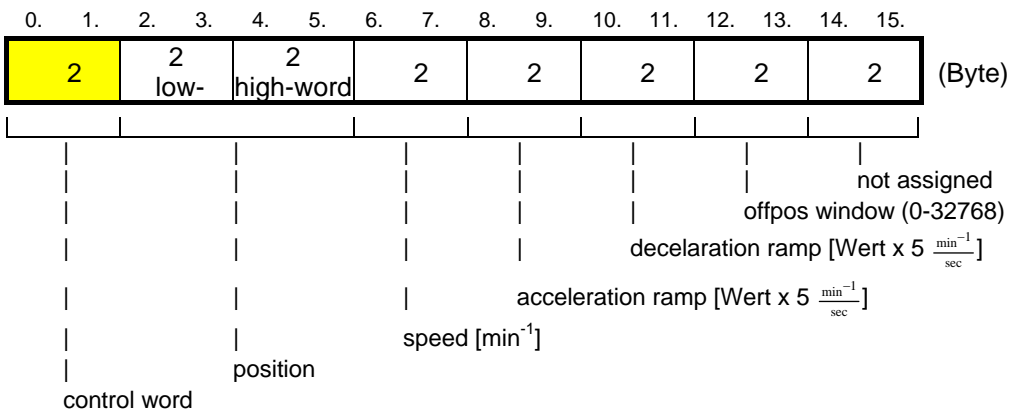 0. 1. 2. 3. 4. 5. 6. 7. 8. 9. 10. 11. 12. 13. 14. 15.
2 2 2 2 2 2 2 2 (Byte)
low- high-word
not assigned
offpos window (0-32768)
decelaration ramp [Wert x 5 min⁻¹/sec]
acceleration ramp [Wert x 5 min⁻¹/sec]
speed [min⁻¹]
position
control word